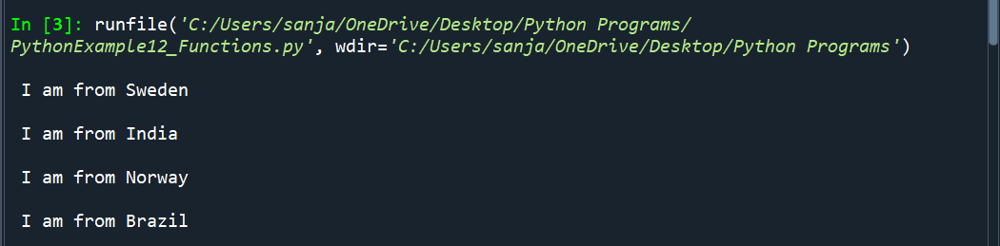 In [3]: runfile('C:/Users/sanja/OneDrive/Desktop/Python Programs/
PythonExample12_Functions.py', wdir='C:/Users/sanja/OneDrive/Desktop/Python Programs')
I am from Sweden
I am from India
I am from Norway
I am from Brazil